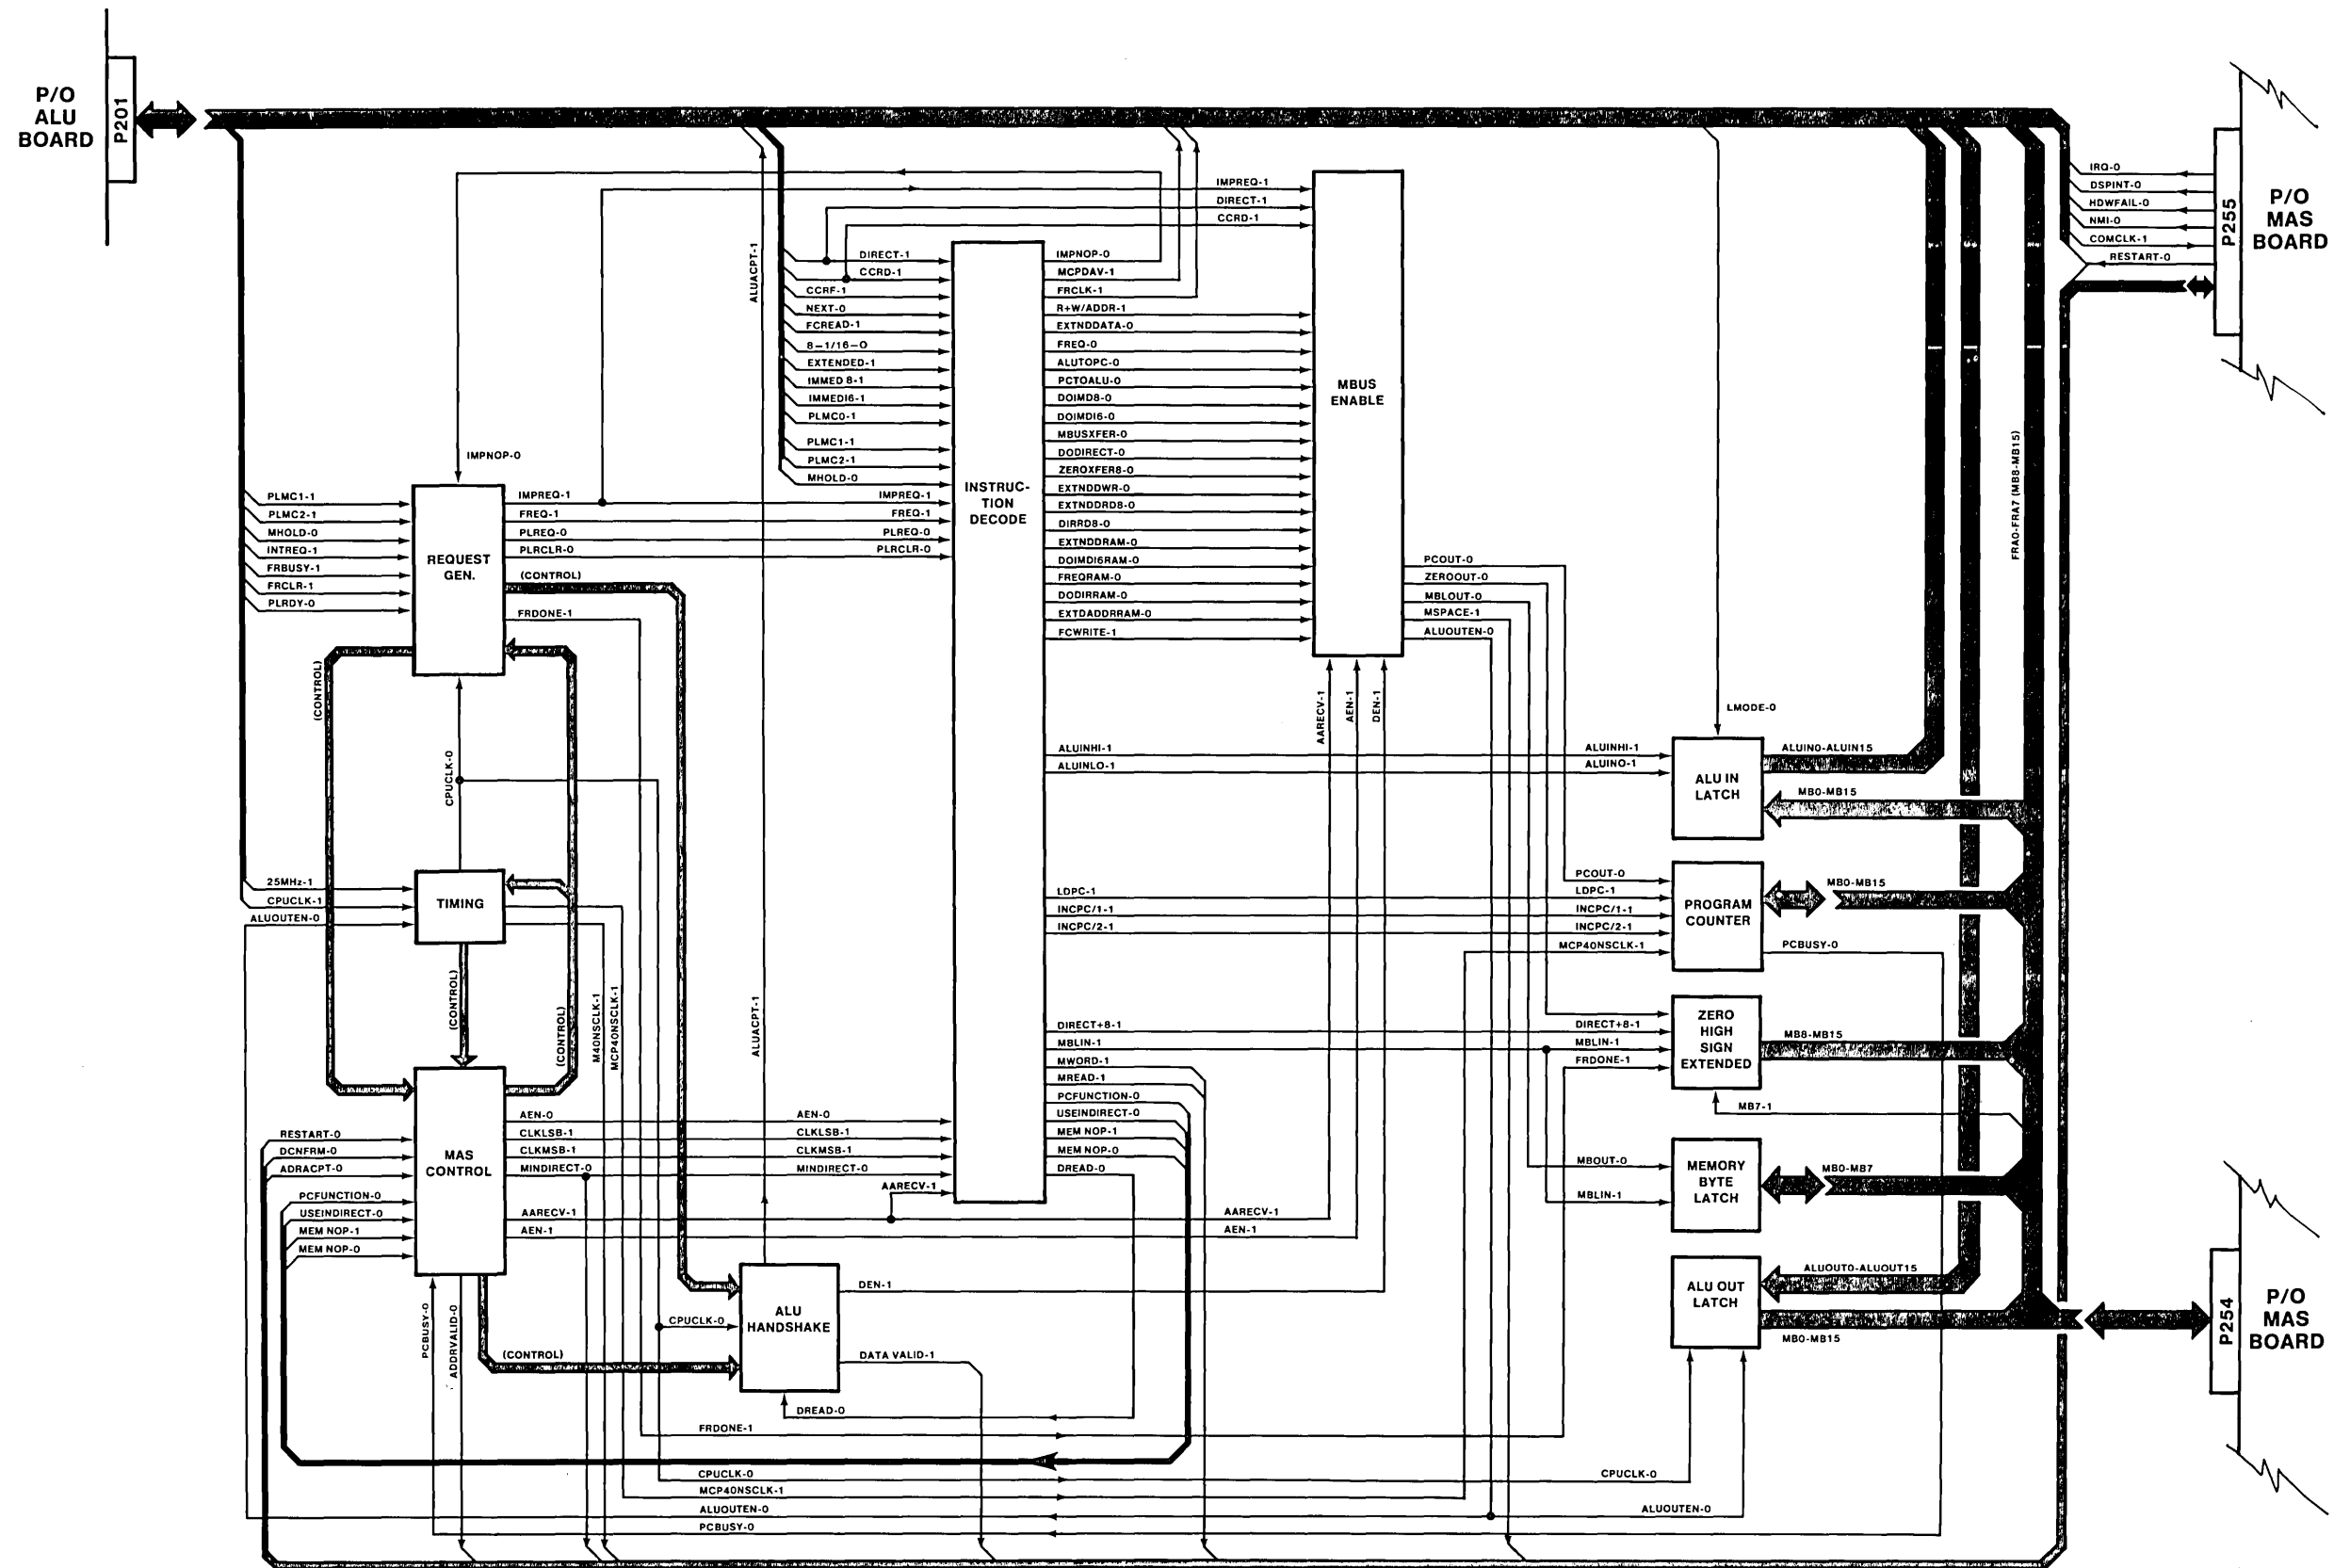 P/O
ALU
BOARD
P201
P/O
MAS
BOARD
P255
IRQ-0
DSPINT-0
HDWFAIL-0
NMI-0
COMCLK-1
RESTART-0
IMPREQ-1
DIRECT-1
CCRD-1
ALUACPT-1
DIRECT-1
CCRD-1
CCRF-1
NEXT-0
FCREAD-1
8-1/16-O
EXTENDED-1
IMMED 8-1
IMMEDI6-1
PLMC0-1
PLMC1-1
PLMC2-1
MHOLD-0
IMPREQ-1
FREQ-1
PLREQ-0
PLRCLR-0
INSTRUC-
TION
DECODE
IMPNOP-0
MCPDAV-1
FRCLK-1
R+W/ADDR-1
EXTNDDATA-0
FREQ-0
ALUTOPC-0
PCTOALU-0
DOIMD8-0
DOIMDI6-0
MBUSXFER-0
DODIRECT-0
ZEROXFER8-0
EXTNDDWR-0
EXTNDDRD8-0
DIRRD8-0
EXTNDDRAM-0
DOIMDI6RAM-0
FREQRAM-0
DODIRRAM-0
EXTDADDRRAM-0
FCWRITE-1
MBUS
ENABLE
PCOUT-0
ZEROOUT-0
MBLOUT-0
MSPACE-1
ALUOUTEN-0
AARECV-1
AEN-1
DEN-1
FRA0-FRA7 (MB8-MB15)
IMPNOP-0
PLMC1-1
PLMC2-1
MHOLD-0
INTREQ-1
FRBUSY-1
FRCLR-1
PLRDY-0
REQUEST
GEN.
IMPREQ-1
FREQ-1
PLREQ-0
PLRCLR-0
(CONTROL)
FRDONE-1
(CONTROL)
CPUCLK-0
25MHz-1
CPUCLK-1
ALUOUTEN-0
TIMING
(CONTROL)
(CONTROL)
M40NSCLK-1
MCP40NSCLK-1
ALUACPT-1
ALUINHI-1
ALUINLO-1
ALUINHI-1
ALUINO-1
LMODE-0
ALU IN
LATCH
ALUIN0-ALUIN15
MB0-MB15
LDPC-1
INCPC/1-1
INCPC/2-1
PCOUT-0
LDPC-1
INCPC/1-1
INCPC/2-1
MCP40NSCLK-1
PROGRAM
COUNTER
MB0-MB15
PCBUSY-0
DIRECT+8-1
MBLIN-1
MWORD-1
MREAD-1
PCFUNCTION-0
USEINDIRECT-0
MEM NOP-1
MEM NOP-0
DREAD-0
DIRECT+8-1
MBLIN-1
FRDONE-1
ZERO
HIGH
SIGN
EXTENDED
MB8-MB15
MB7-1
RESTART-0
DCNFRM-0
ADRACPT-0
PCFUNCTION-0
USEINDIRECT-0
MEM NOP-1
MEM NOP-0
MAS
CONTROL
AEN-0
CLKLSB-1
CLKMSB-1
MINDIRECT-0
AARECV-1
AEN-1
AEN-0
CLKLSB-1
CLKMSB-1
MINDIRECT-0
AARECV-1
AARECV-1
AEN-1
MBOUT-0
MBLIN-1
MEMORY
BYTE
LATCH
MB0-MB7
PCBUSY-0
ADDRVALID-0
(CONTROL)
CPUCLK-0
ALU
HANDSHAKE
DEN-1
DATA VALID-1
DREAD-0
ALU OUT
LATCH
ALUOUT0-ALUOUT15
MB0-MB15
P254
P/O
MAS
BOARD
FRDONE-1
CPUCLK-0
CPUCLK-0
MCP40NSCLK-1
ALUOUTEN-0
ALUOUTEN-0
PCBUSY-0